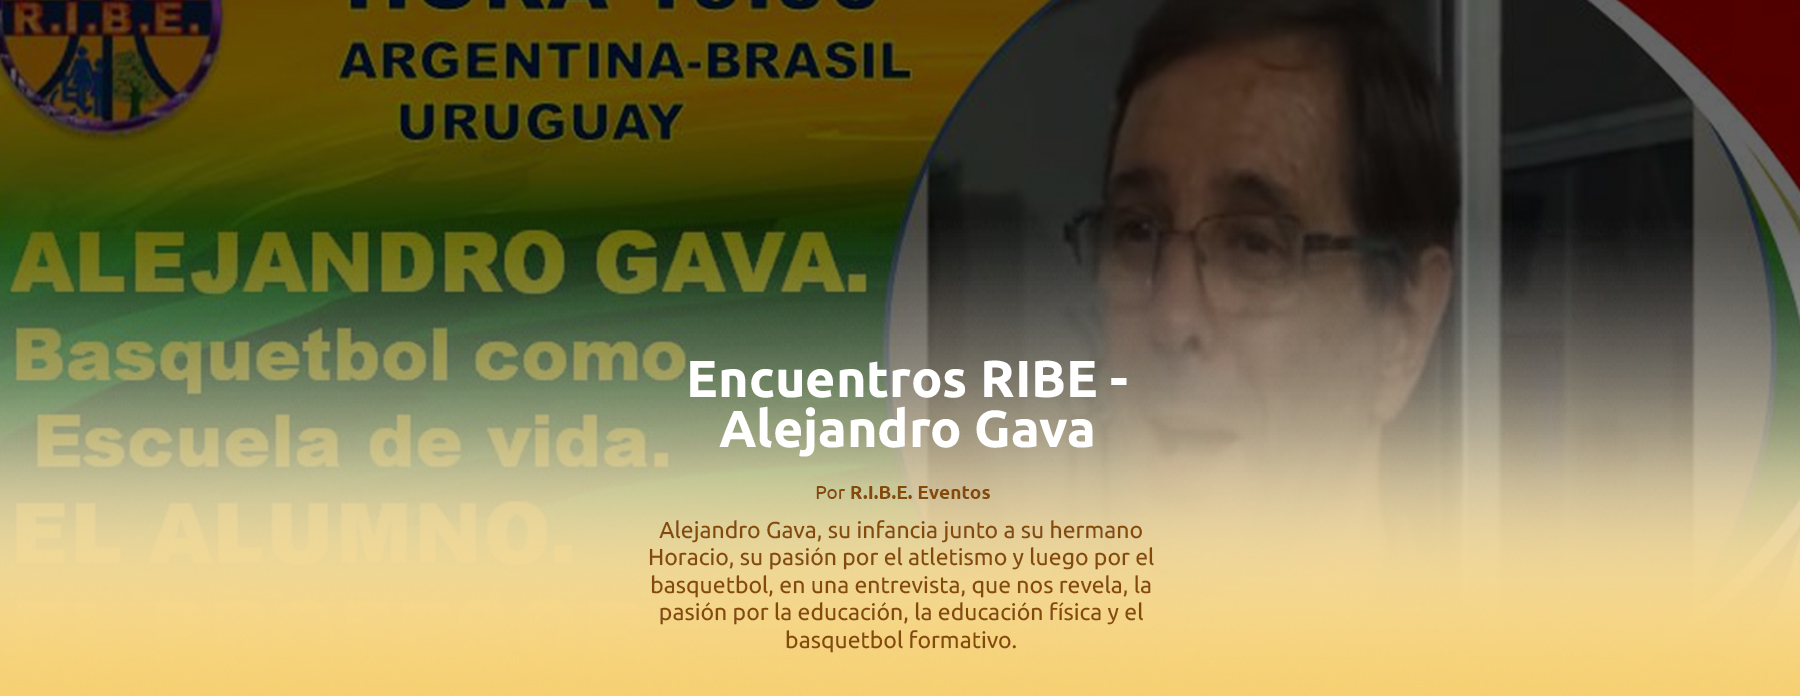 R.I.B.E.
ARGENTINA-BRASIL
URUGUAY
ALEJANDRO GAVA.
Basquetbol como
Escuela de vida.
EL ALUMNO.
Encuentros RIBE -
Alejandro Gava
Por R.I.B.E. Eventos
Alejandro Gava, su infancia junto a su hermano
Horacio, su pasión por el atletismo y luego por el
basquetbol, en una entrevista, que nos revela, la
pasión por la educación, la educación física y el
basquetbol formativo.